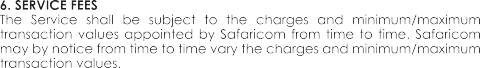 6. SERVICE FEES
The Service shall be subject to the charges and minimum/maximum
transaction values appointed by Safaricom from time to time. Safaricom
may by notice from time to time vary the charges and minimum/maximum
transaction values.